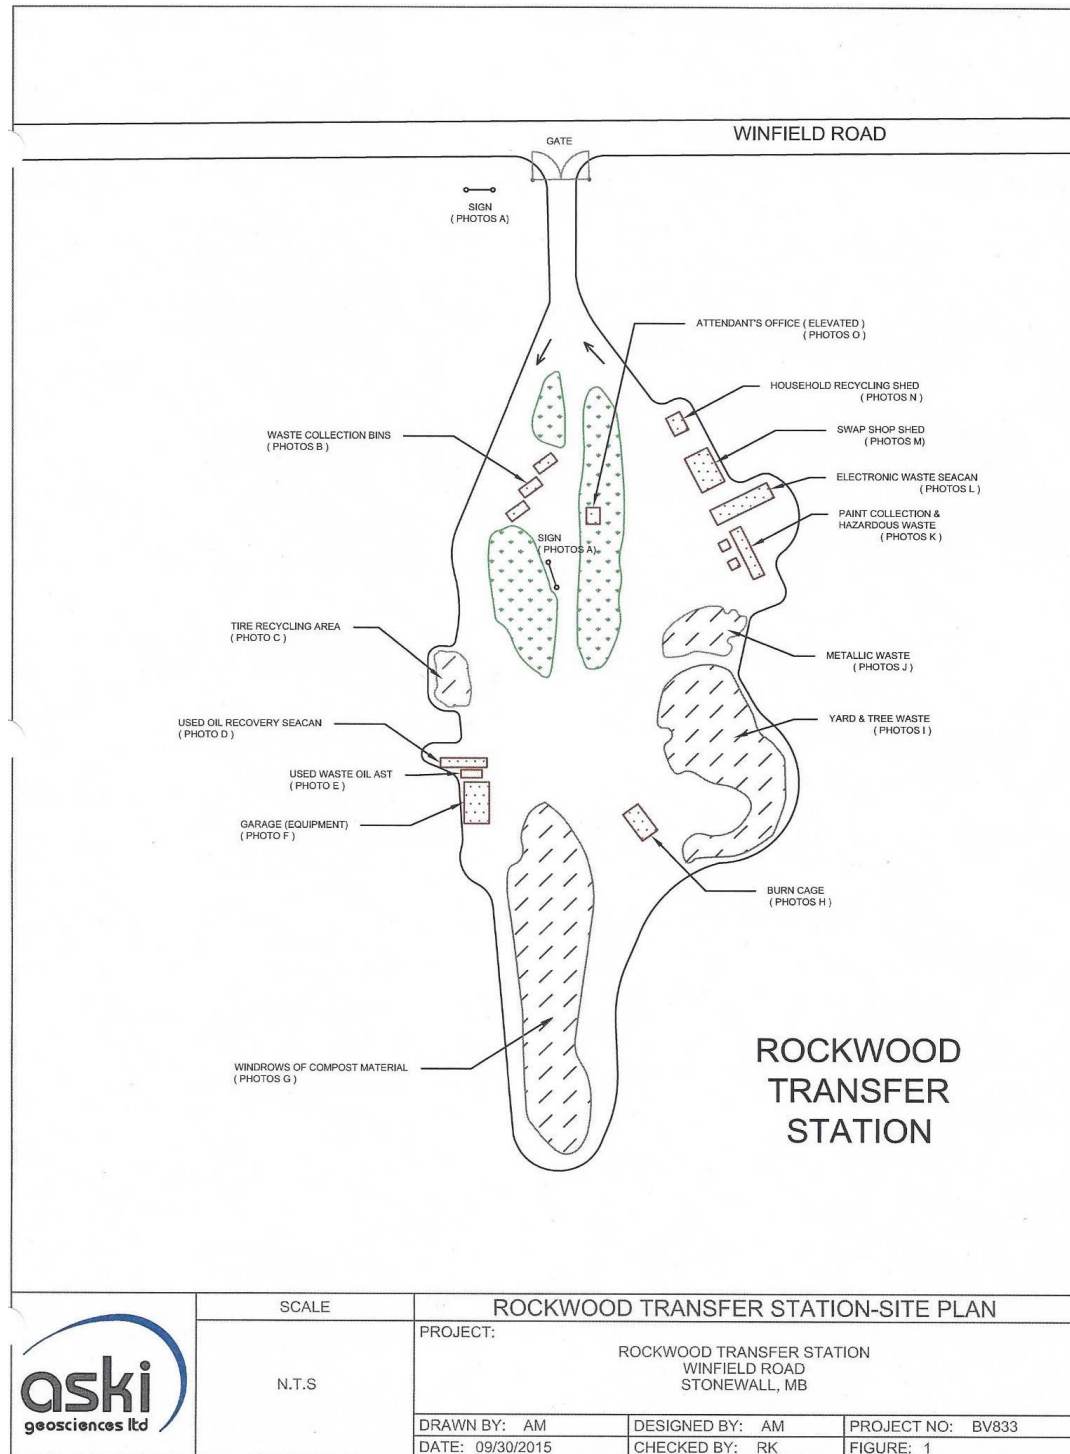 WINFIELD ROAD
GATE
SIGN
( PHOTOS A)
ATTENDANT'S OFFICE ( ELEVATED )
( PHOTOS O )
HOUSEHOLD RECYCLING SHED
( PHOTOS N )
WASTE COLLECTION BINS
( PHOTOS B )
SWAP SHOP SHED
( PHOTOS M)
ELECTRONIC WASTE SEACAN
( PHOTOS L )
PAINT COLLECTION &
HAZARDOUS WASTE
( PHOTOS K )
SIGN
( PHOTOS A)
TIRE RECYCLING AREA
( PHOTO C )
METALLIC WASTE
( PHOTOS J )
USED OIL RECOVERY SEACAN
( PHOTO D )
YARD & TREE WASTE
( PHOTOS I )
USED WASTE OIL AST
( PHOTO E )
GARAGE (EQUIPMENT)
( PHOTO F )
BURN CAGE
( PHOTOS H )
WINDROWS OF COMPOST MATERIAL
( PHOTOS G )
ROCKWOOD
TRANSFER
STATION
aski
geosciences ltd
SCALE
N.T.S
ROCKWOOD TRANSFER STATION-SITE PLAN
PROJECT:
ROCKWOOD TRANSFER STATION
WINFIELD ROAD
STONEWALL, MB
DRAWN BY: AM
DESIGNED BY: AM
PROJECT NO: BV833
DATE: 09/30/2015
CHECKED BY: RK
FIGURE: 1